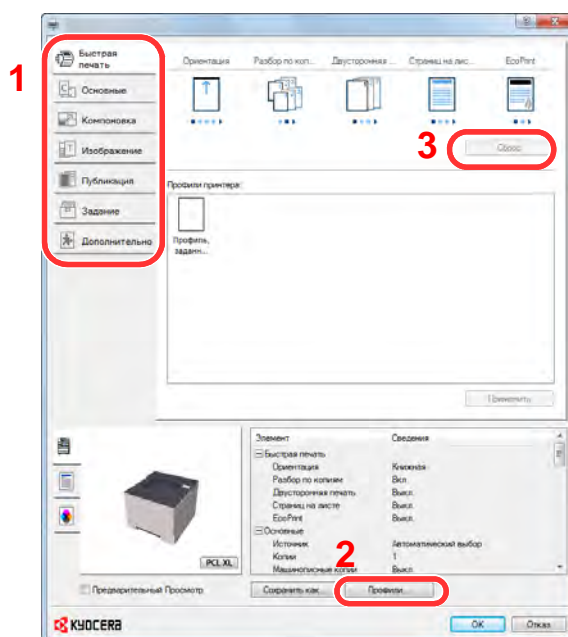 1
Быстрая
печать
Основные
Компоновка
Изображение
Публикация
Задание
Дополнительно
Ориентация Разбор по коп... Двусторонняя ... Страниц на лис... EcoPrint
3
Сброс
Профили принтера:
Профиль,
заданн...
Применить
Элемент Сведения
Быстрая печать
Ориентация Книжная
Разбор по копиям Вкл.
Двусторонняя печать Выкл.
Страниц на листе Выкл.
EcoPrint Выкл.
Основные
Источник Автоматический выбор
Копии 1
Машинописные копии Выкл.
PCL XL
2
Предварительный Просмотр
Сохранить как... Профили...
KYOCERA
OK Отказ